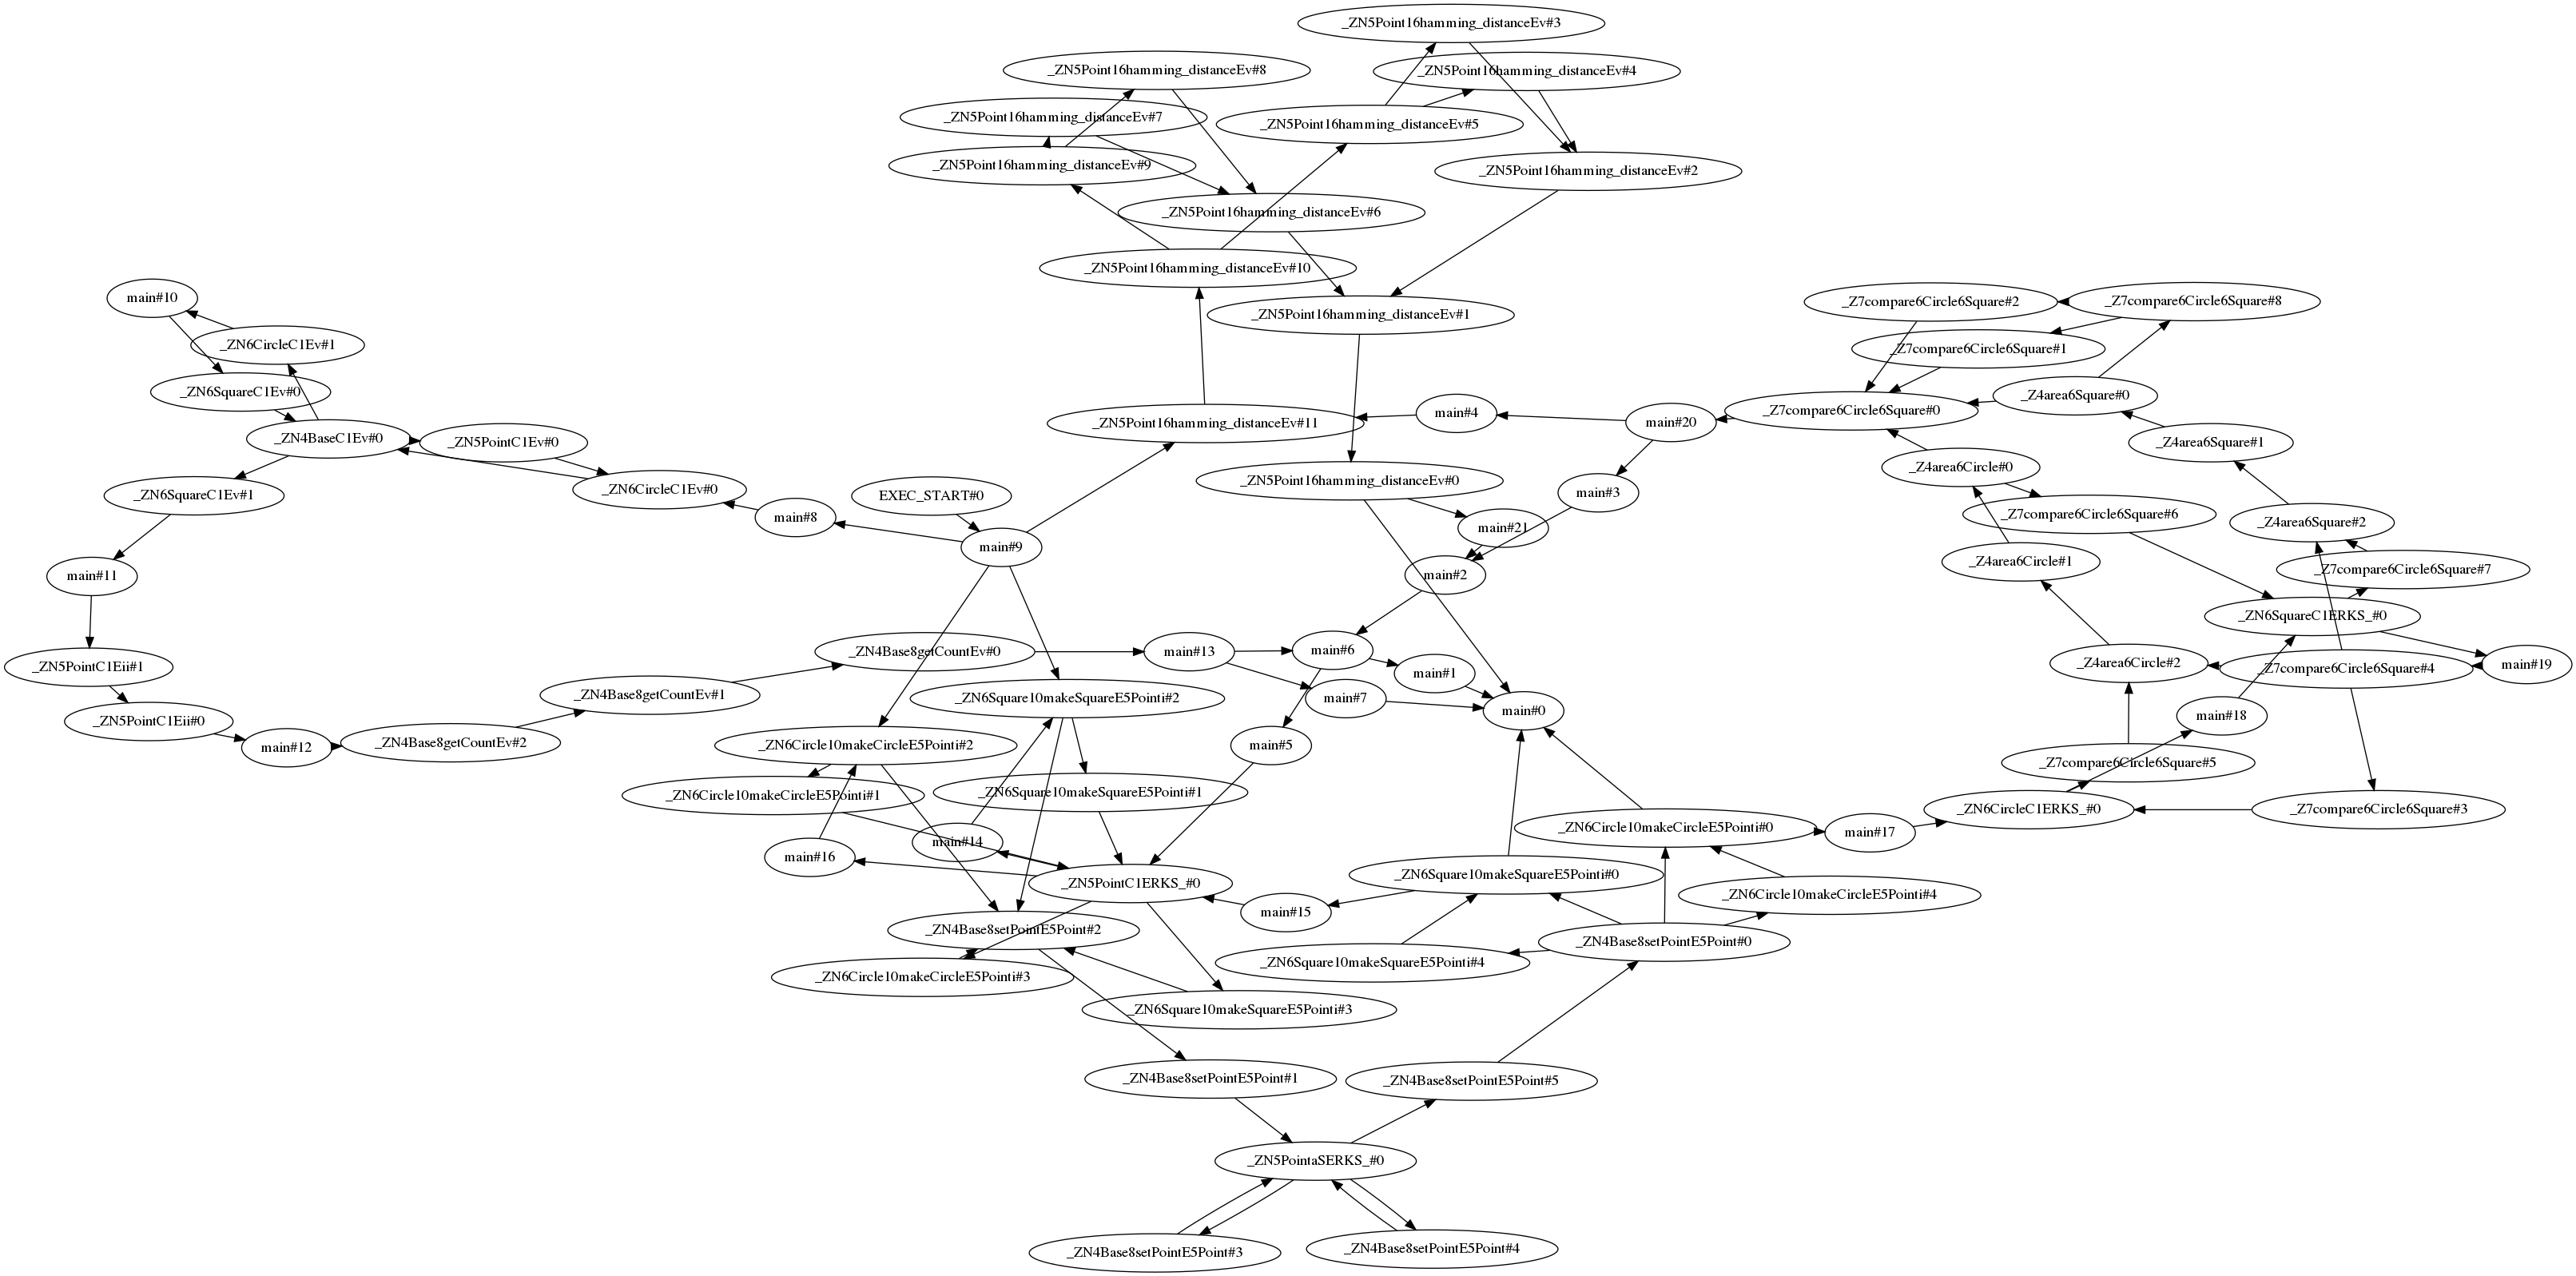 _ZN5Point16hamming_distanceEv#3
_ZN5Point16hamming_distanceEv#8
_ZN5Point16hamming_distanceEv#4
_ZN5Point16hamming_distanceEv#7
_ZN5Point16hamming_distanceEv#5
_ZN5Point16hamming_distanceEv#9
_ZN5Point16hamming_distanceEv#2
_ZN5Point16hamming_distanceEv#6
_ZN5Point16hamming_distanceEv#10
main#10
_Z7compare6Circle6Square#2
_Z7compare6Circle6Square#8
_ZN5Point16hamming_distanceEv#1
_ZN6CircleC1Ev#1
_Z7compare6Circle6Square#1
_ZN6SquareC1Ev#0
_Z4area6Square#0
_Z7compare6Circle6Square#0
main#4
_ZN5Point16hamming_distanceEv#11
main#20
_ZN4BaseC1Ev#0
_ZN5PointC1Ev#0
_Z4area6Square#1
_Z4area6Circle#0
_ZN5Point16hamming_distanceEv#0
_ZN6CircleC1Ev#0
main#3
_ZN6SquareC1Ev#1
EXEC_START#0
main#8
_Z7compare6Circle6Square#6
_Z4area6Square#2
main#21
main#9
_Z4area6Circle#1
_Z7compare6Circle6Square#7
main#11
main#2
_ZN6SquareC1ERKS_#0
_ZN4Base8getCountEv#0
main#13
main#6
_Z4area6Circle#2
_Z7compare6Circle6Square#4
main#19
_ZN5PointC1Eii#1
main#1
_ZN4Base8getCountEv#1
_ZN6Square10makeSquareE5Pointi#2
main#7
main#0
main#18
_ZN5PointC1Eii#0
main#12
_ZN4Base8getCountEv#2
_ZN6Circle10makeCircleE5Pointi#2
main#5
_Z7compare6Circle6Square#5
_ZN6Circle10makeCircleE5Pointi#1
_ZN6Square10makeSquareE5Pointi#1
_ZN6CircleC1ERKS_#0
_Z7compare6Circle6Square#3
_ZN6Circle10makeCircleE5Pointi#0
main#17
main#14
main#16
_ZN6Square10makeSquareE5Pointi#0
_ZN5PointC1ERKS_#0
_ZN6Circle10makeCircleE5Pointi#4
main#15
_ZN4Base8setPointE5Point#2
_ZN4Base8setPointE5Point#0
_ZN6Square10makeSquareE5Pointi#4
_ZN6Circle10makeCircleE5Pointi#3
_ZN6Square10makeSquareE5Pointi#3
_ZN4Base8setPointE5Point#1
_ZN4Base8setPointE5Point#5
_ZN5PointaSERKS_#0
_ZN4Base8setPointE5Point#3
_ZN4Base8setPointE5Point#4